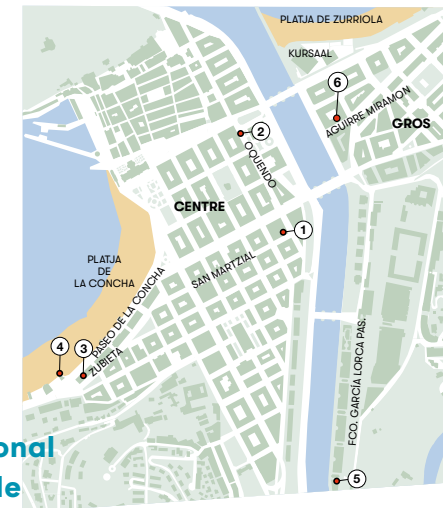 PLATJA DE ZURRIOLA
KURSAAL
6
AGUIRRE MIRAMON
GROS
2
OQUENDO
CENTRE
1
SAN MARTZIAL
PLATJA
DE
LA CONCHA
PASEO DE LA CONCHA
ZUBIETA
4
3
FCO. GARCÍA LORCA PAS.
5
onal
de